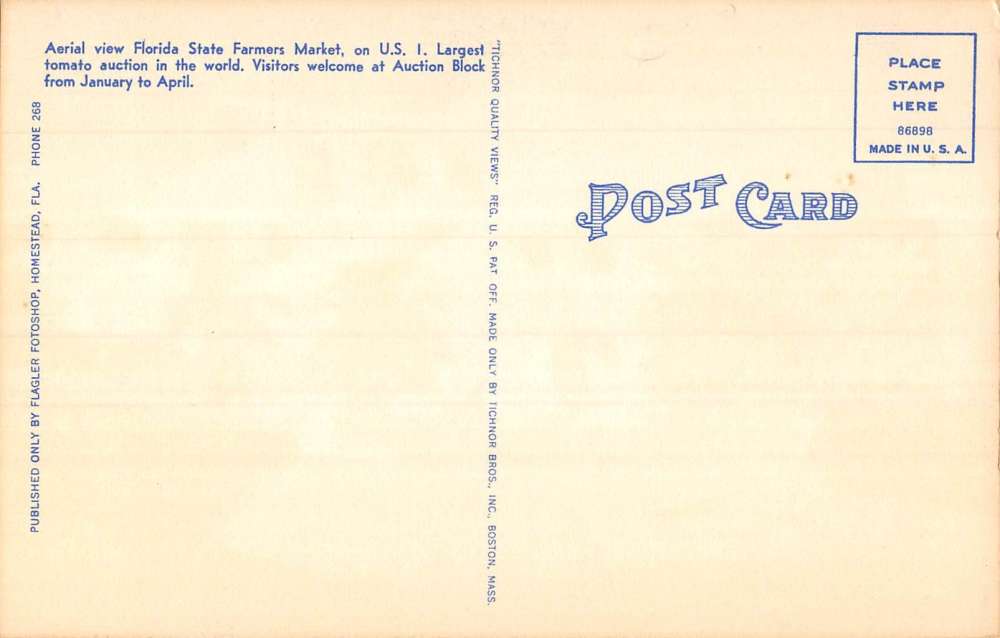 Aerial view Florida State Farmers Market, on U.S. 1. Largest
tomato auction in the world. Visitors welcome at Auction Block
from January to April.
PUBLISHED ONLY BY FLAGLER FOTOSHOP, HOMESTEAD, FLA. PHONE 268
"TICHNOR QUALITY VIEWS" REG. U. S. PAT OFF. MADE ONLY BY TICHNOR BROS., INC., BOSTON, MASS.
POST CARD
PLACE
STAMP
HERE
86898
MADE IN U. S. A.